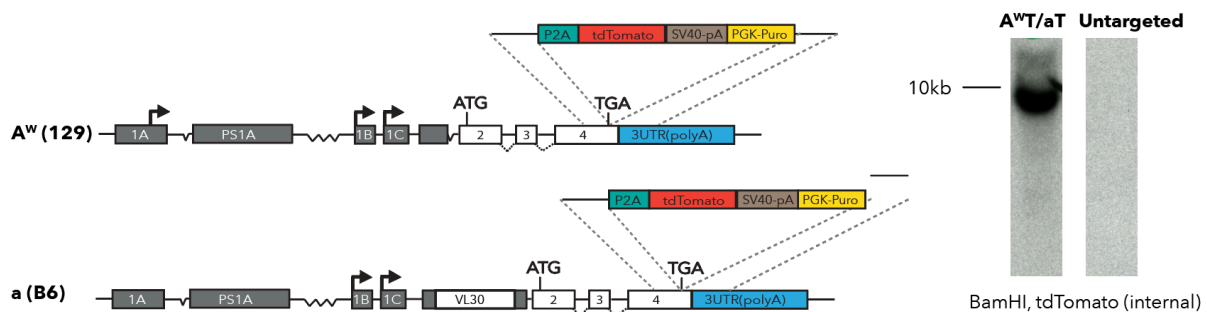 P2A tdTomato SV40-pA PGK-Puro
AᵂT/aT Untargeted
10kb
ATG TGA
Aᵂ (129) 1A PS1A 1B 1C 2 3 4 3UTR(polyA)
P2A tdTomato SV40-pA PGK-Puro
ATG TGA
a (B6) 1A PS1A 1B 1C VL30 2 3 4 3UTR(polyA)
BamHI, tdTomato (internal)